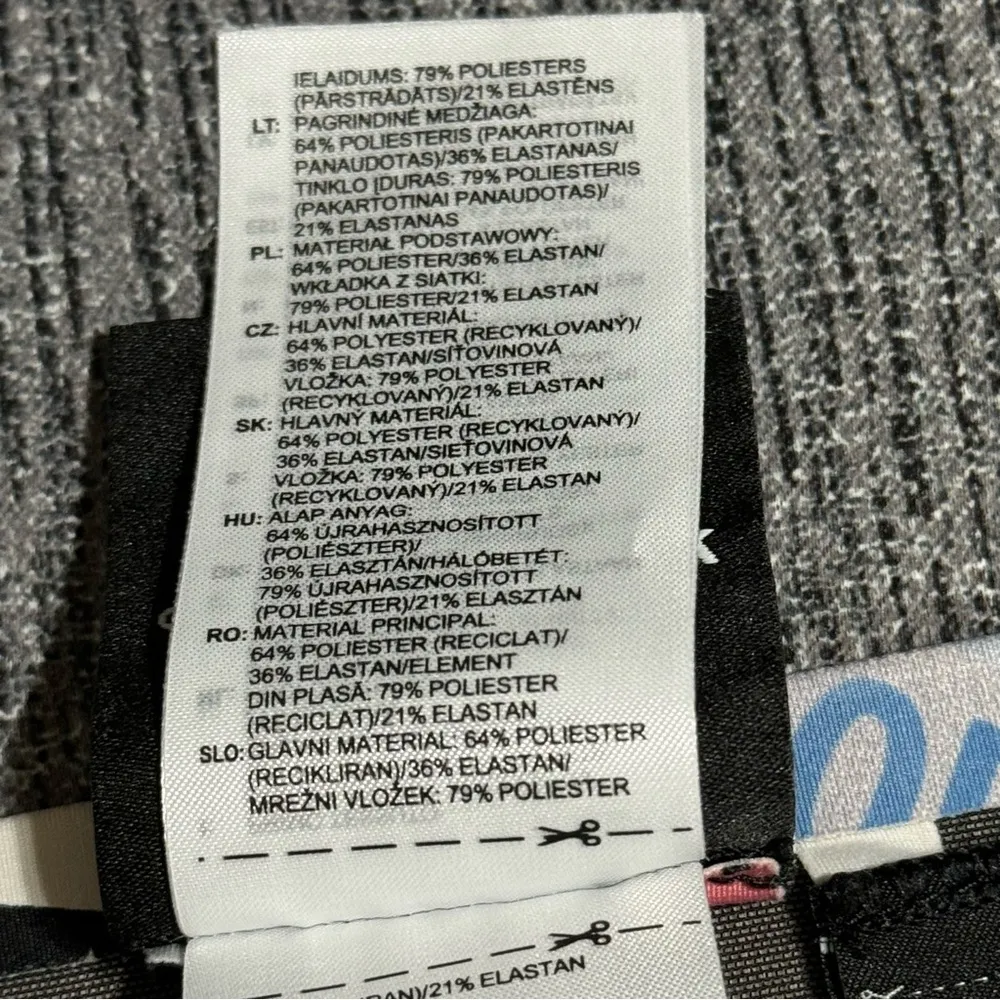 IELAIDUMS: 79% POLIESTERS
(PĀRSTRĀDĀTS)/21% ELASTĒNS
LT: PAGRINDINĖ MEDŽIAGA:
64% POLIESTERIS (PAKARTOTINAI
PANAUDOTAS)/36% ELASTANAS/
TINKLO ĮDURAS: 79% POLIESTERIS
(PAKARTOTINAI PANAUDOTAS)/
21% ELASTANAS
PL: MATERIAŁ PODSTAWOWY:
64% POLIESTER/36% ELASTAN/
WKŁADKA Z SIATKI:
79% POLIESTER/21% ELASTAN
CZ: HLAVNÍ MATERIÁL:
64% POLYESTER (RECYKLOVANÝ)/
36% ELASTAN/SÍŤOVINOVÁ
VLOŽKA: 79% POLYESTER
(RECYKLOVANÝ)/21% ELASTAN
SK: HLAVNÝ MATERIÁL:
64% POLYESTER (RECYKLOVANÝ)/
36% ELASTAN/SIEŤOVINOVÁ
VLOŽKA: 79% POLYESTER
(RECYKLOVANÝ)/21% ELASTAN
HU: ALAP ANYAG:
64% ÚJRAHASZNOSÍTOTT
(POLIÉSZTER)/
36% ELASZTÁN/HÁLÓBETÉT:
79% ÚJRAHASZNOSÍTOTT
(POLIÉSZTER)/21% ELASZTÁN
RO: MATERIAL PRINCIPAL:
64% POLIESTER (RECICLAT)/
36% ELASTAN/ELEMENT
DIN PLASĂ: 79% POLIESTER
(RECICLAT)/21% ELASTAN
SLO: GLAVNI MATERIAL: 64% POLIESTER
(RECIKLIRAN)/36% ELASTAN/
MREŽNI VLOŽEK: 79% POLIESTER
RAN)/21% ELASTAN